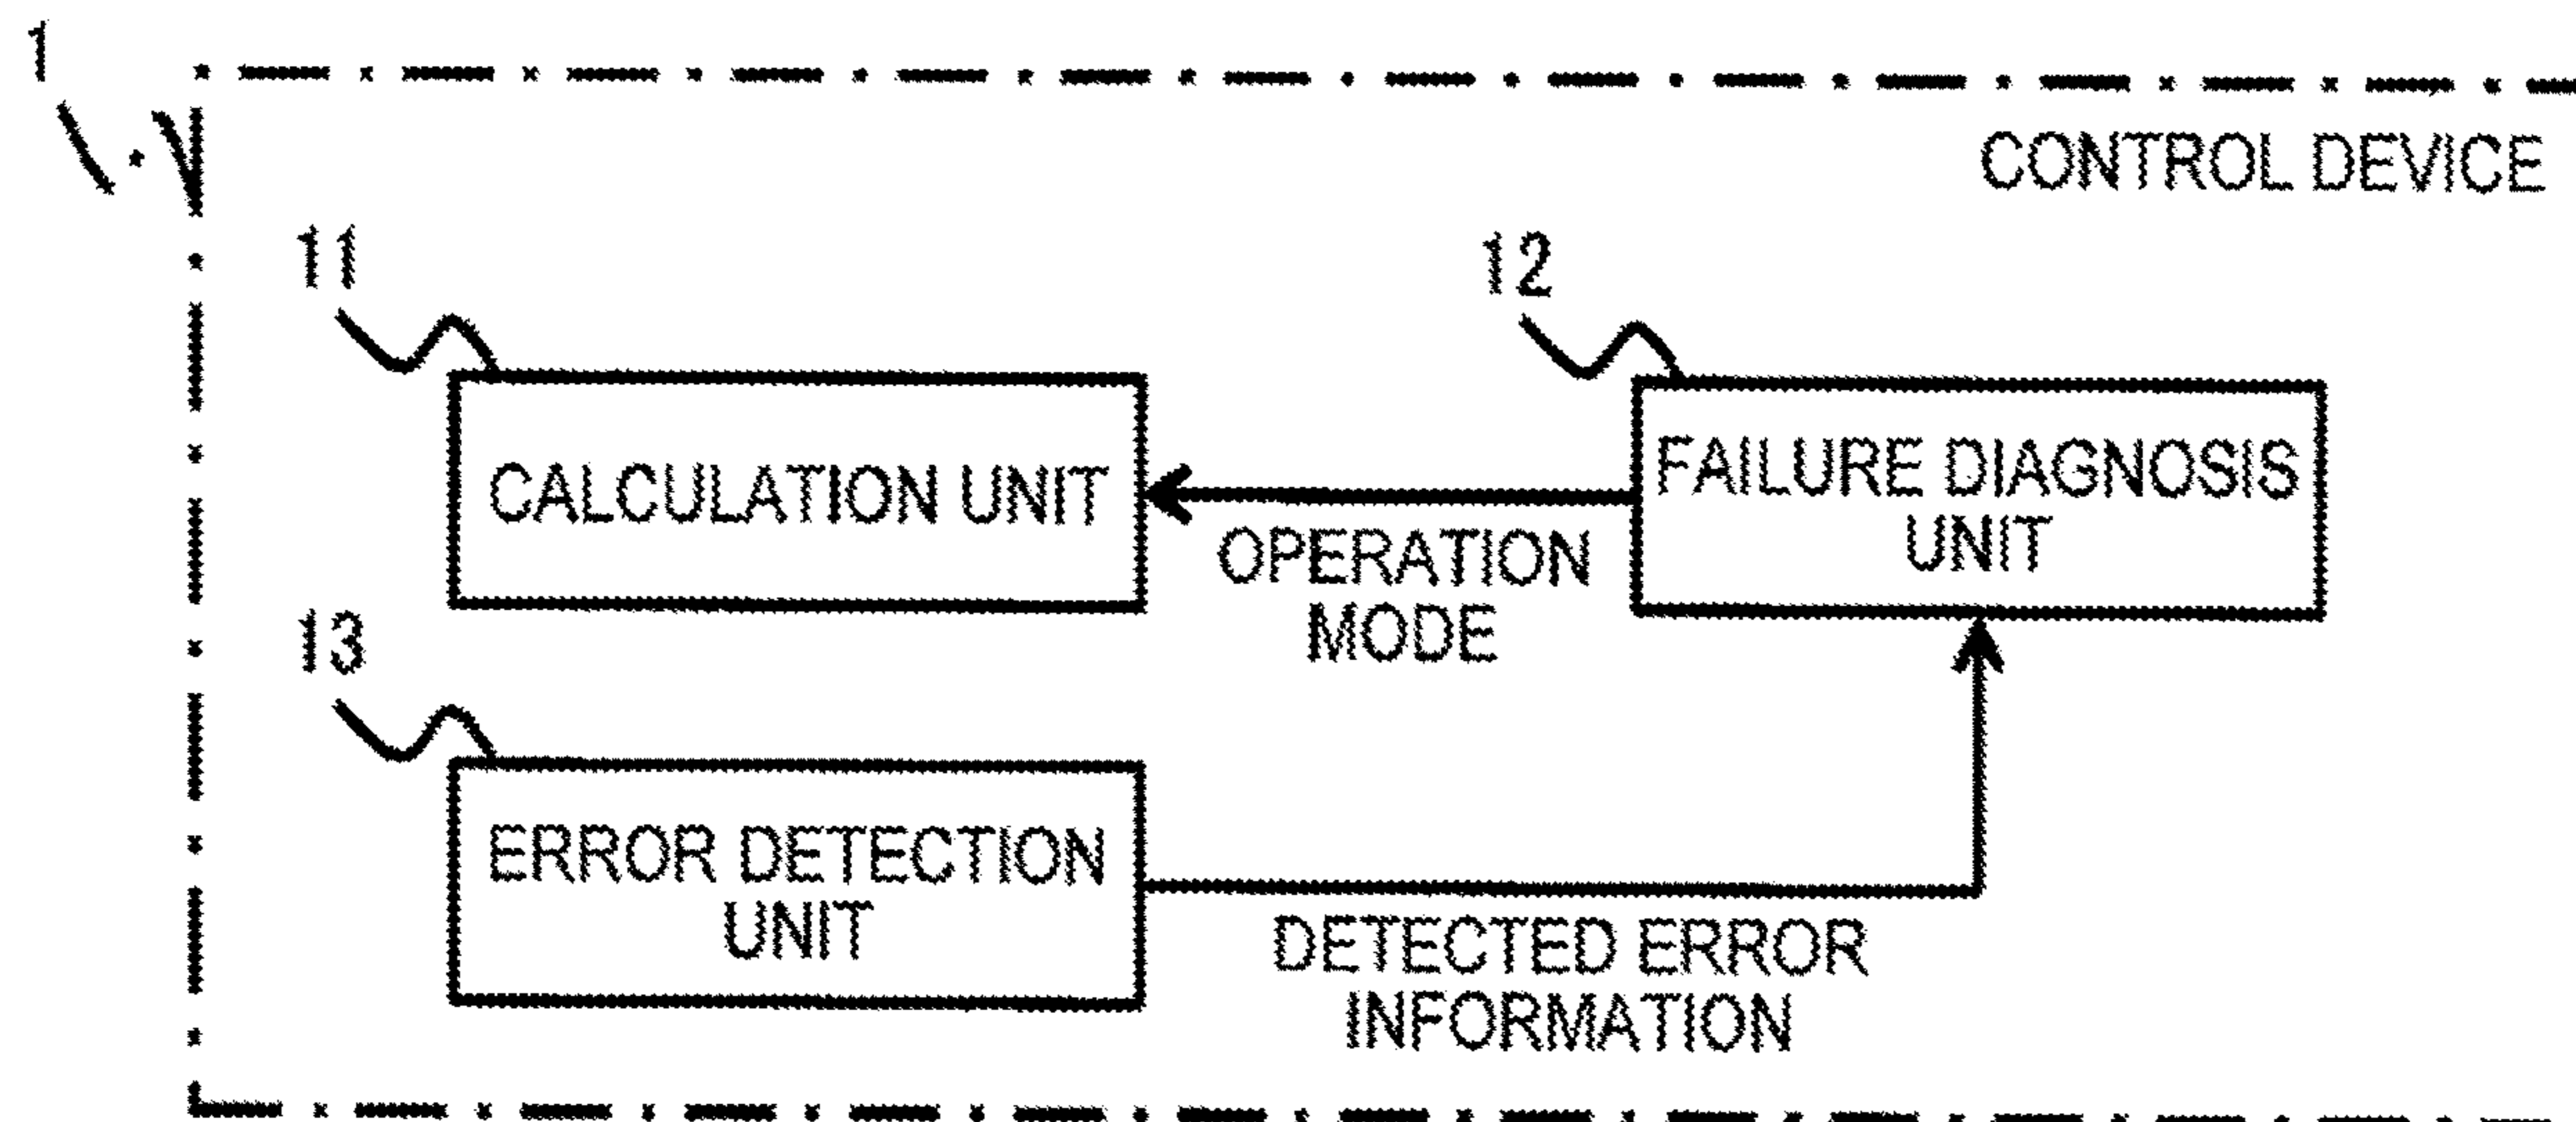 1
CONTROL DEVICE
11
12
CALCULATION UNIT
FAILURE DIAGNOSIS
UNIT
OPERATION
MODE
13
ERROR DETECTION
UNIT
DETECTED ERROR
INFORMATION